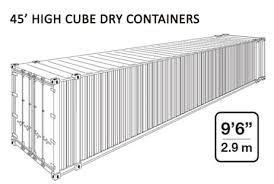 45' HIGH CUBE DRY CONTAINERS
9'6”
2.9 m